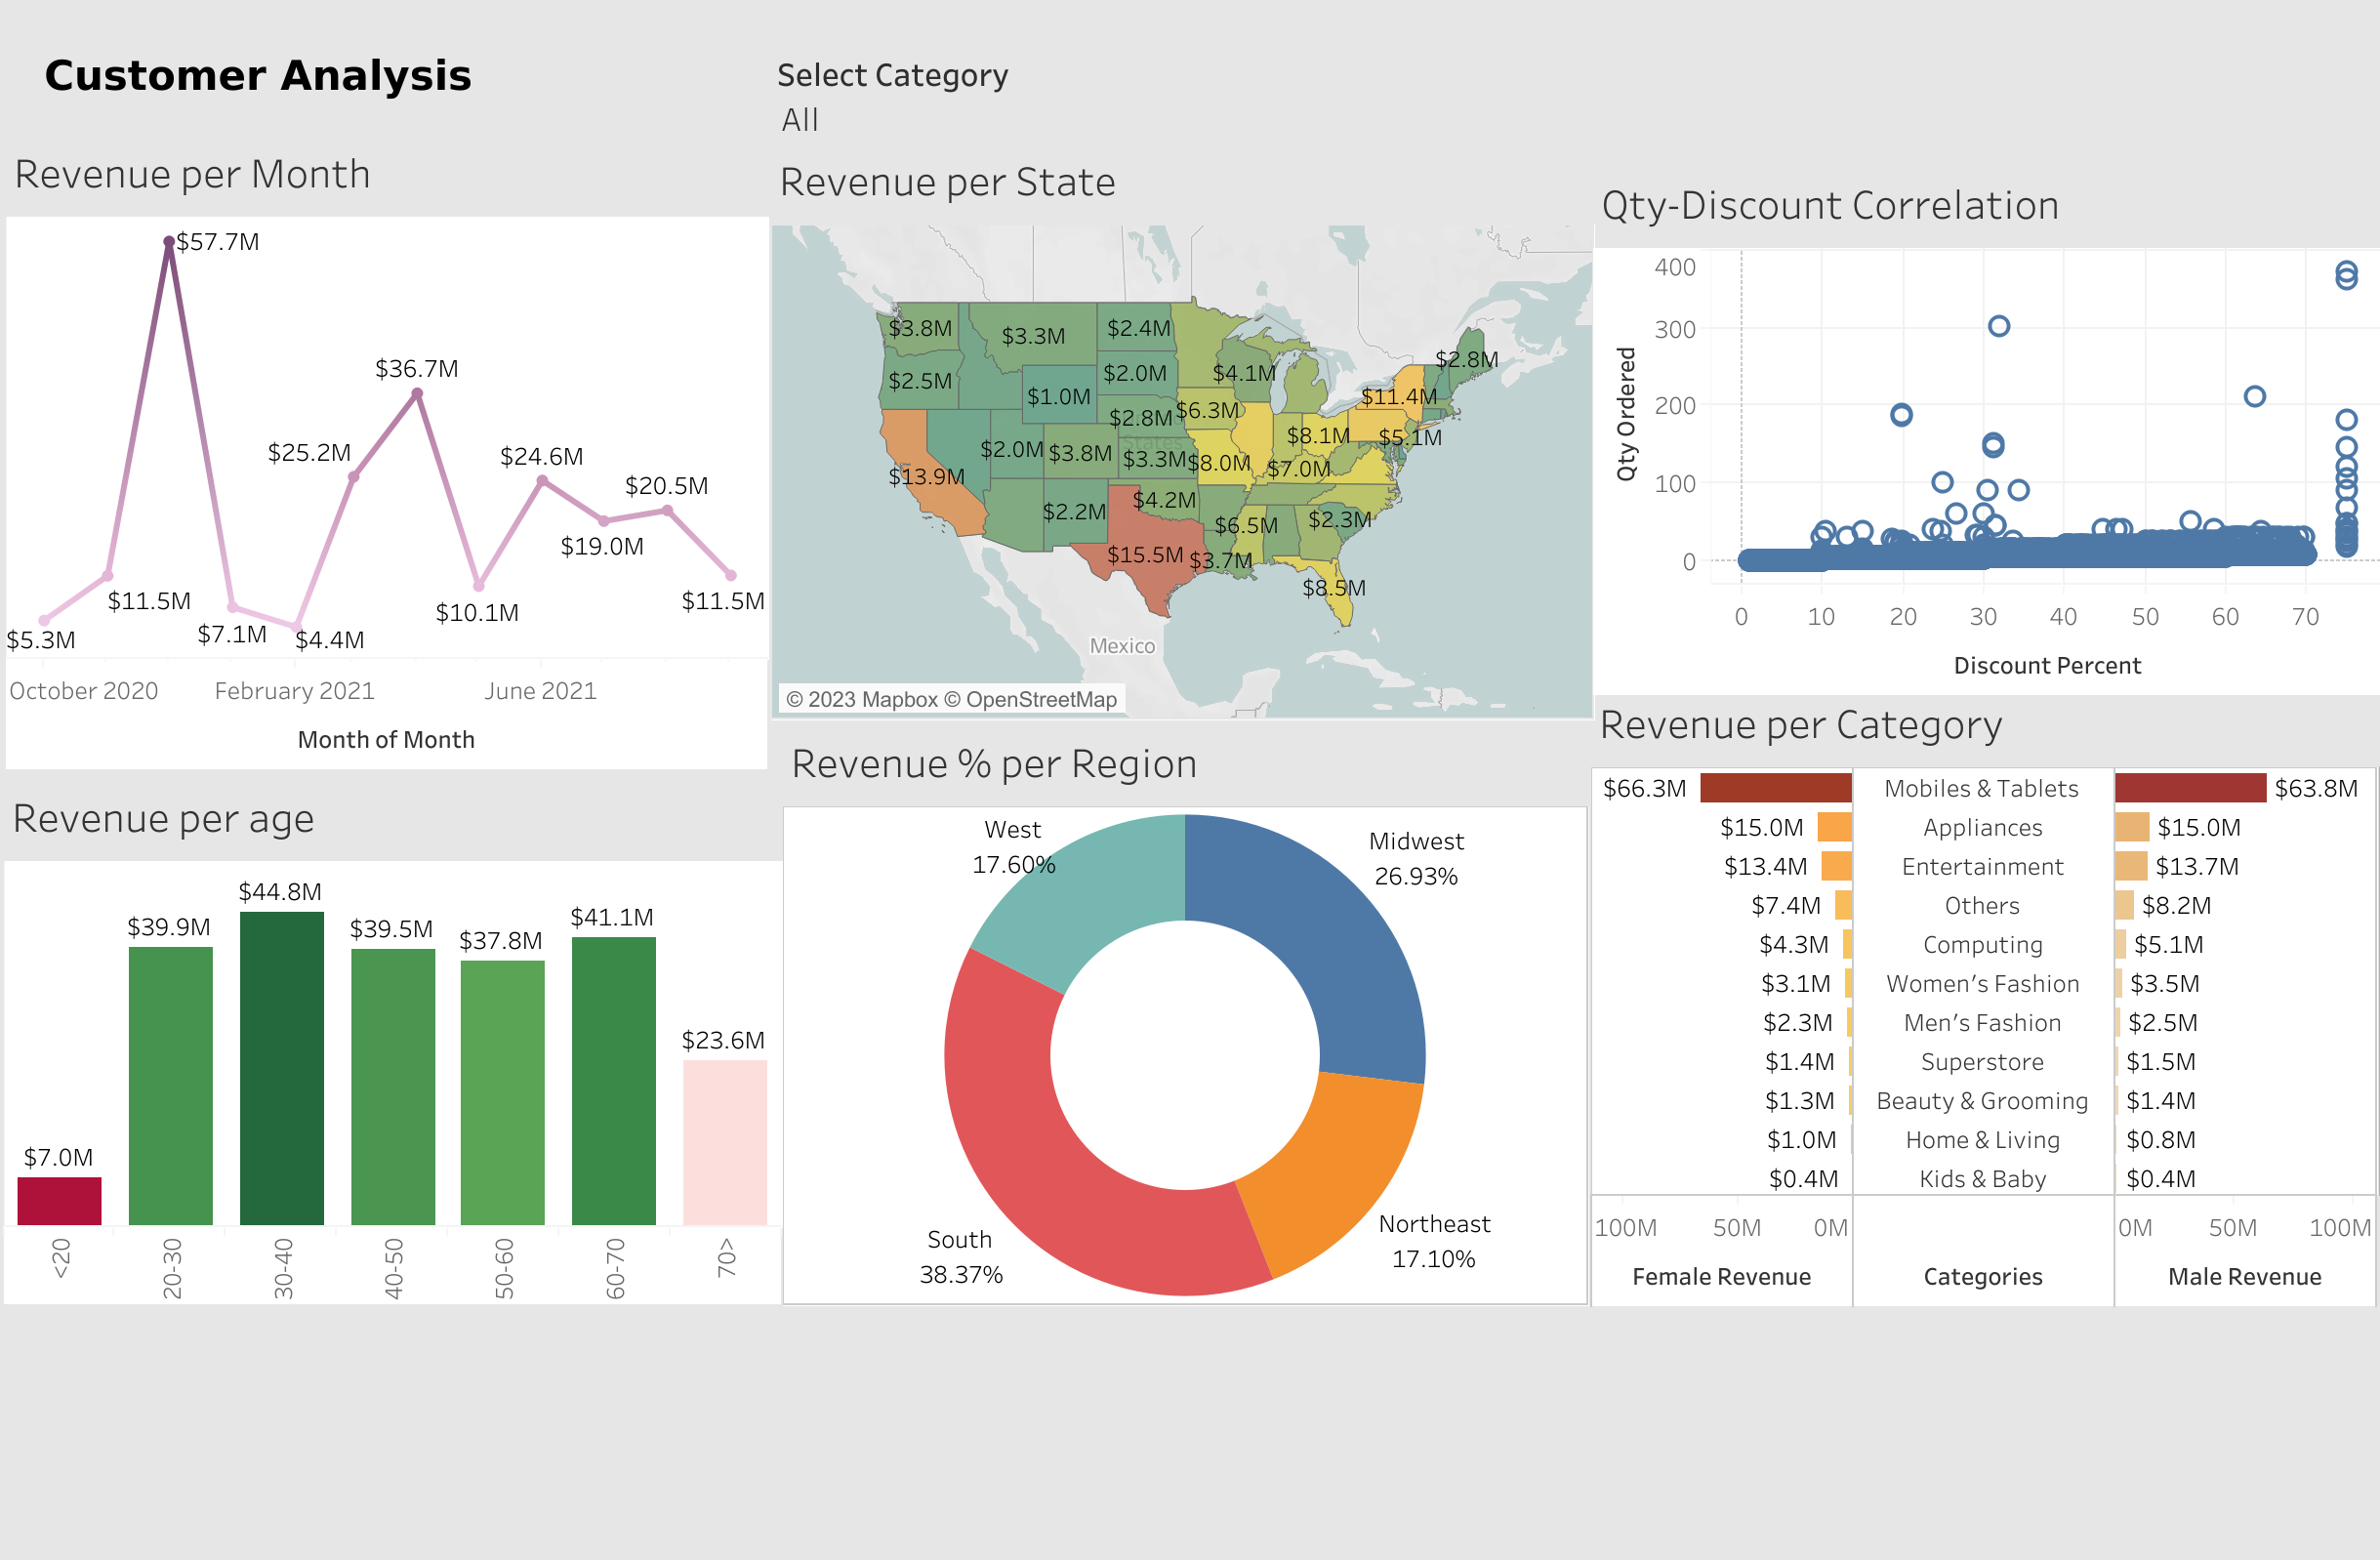 Customer Analysis
Select Category
All
Revenue per Month
$57.7M
$36.7M
$25.2M
$24.6M
$20.5M
$19.0M
$11.5M
$11.5M
$10.1M
$7.1M
$4.4M
$5.3M
October 2020
February 2021
June 2021
Month of Month
Revenue per State
$3.8M
$3.3M
$2.4M
$2.8M
$4.1M
$2.5M
$2.0M
$1.0M
$11.4M
$2.8M
$6.3M
$8.1M
$5.1M
$2.0M
$3.8M
States
$3.3M
$8.0M
$7.0M
$13.9M
$4.2M
$2.2M
$6.5M
$2.3M
$15.5M
$3.7M
$8.5M
Mexico
© 2023 Mapbox © OpenStreetMap
Qty-Discount Correlation
400
300
200
100
0
Qty Ordered
0
10
20
30
40
50
60
70
Discount Percent
Revenue per age
$7.0M
$39.9M
$44.8M
$39.5M
$37.8M
$41.1M
$23.6M
<20
20-30
30-40
40-50
50-60
60-70
70>
Revenue % per Region
West
17.60%
Midwest
26.93%
South
38.37%
Northeast
17.10%
Revenue per Category
$66.3M Mobiles & Tablets $63.8M
$15.0M Appliances $15.0M
$13.4M Entertainment $13.7M
$7.4M Others $8.2M
$4.3M Computing $5.1M
$3.1M Women's Fashion $3.5M
$2.3M Men's Fashion $2.5M
$1.4M Superstore $1.5M
$1.3M Beauty & Grooming $1.4M
$1.0M Home & Living $0.8M
$0.4M Kids & Baby $0.4M
100M 50M 0M 0M 50M 100M
Female Revenue Categories Male Revenue